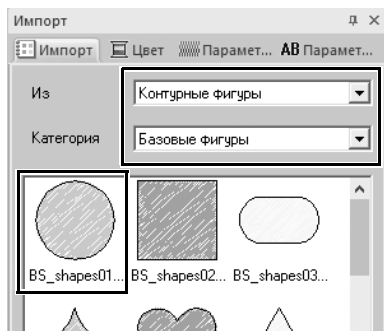 Импорт
Импорт Цвет Парамет... AB Парамет...
Из Контурные фигуры
Категория Базовые фигуры
BS_shapes01... BS_shapes02... BS_shapes03...